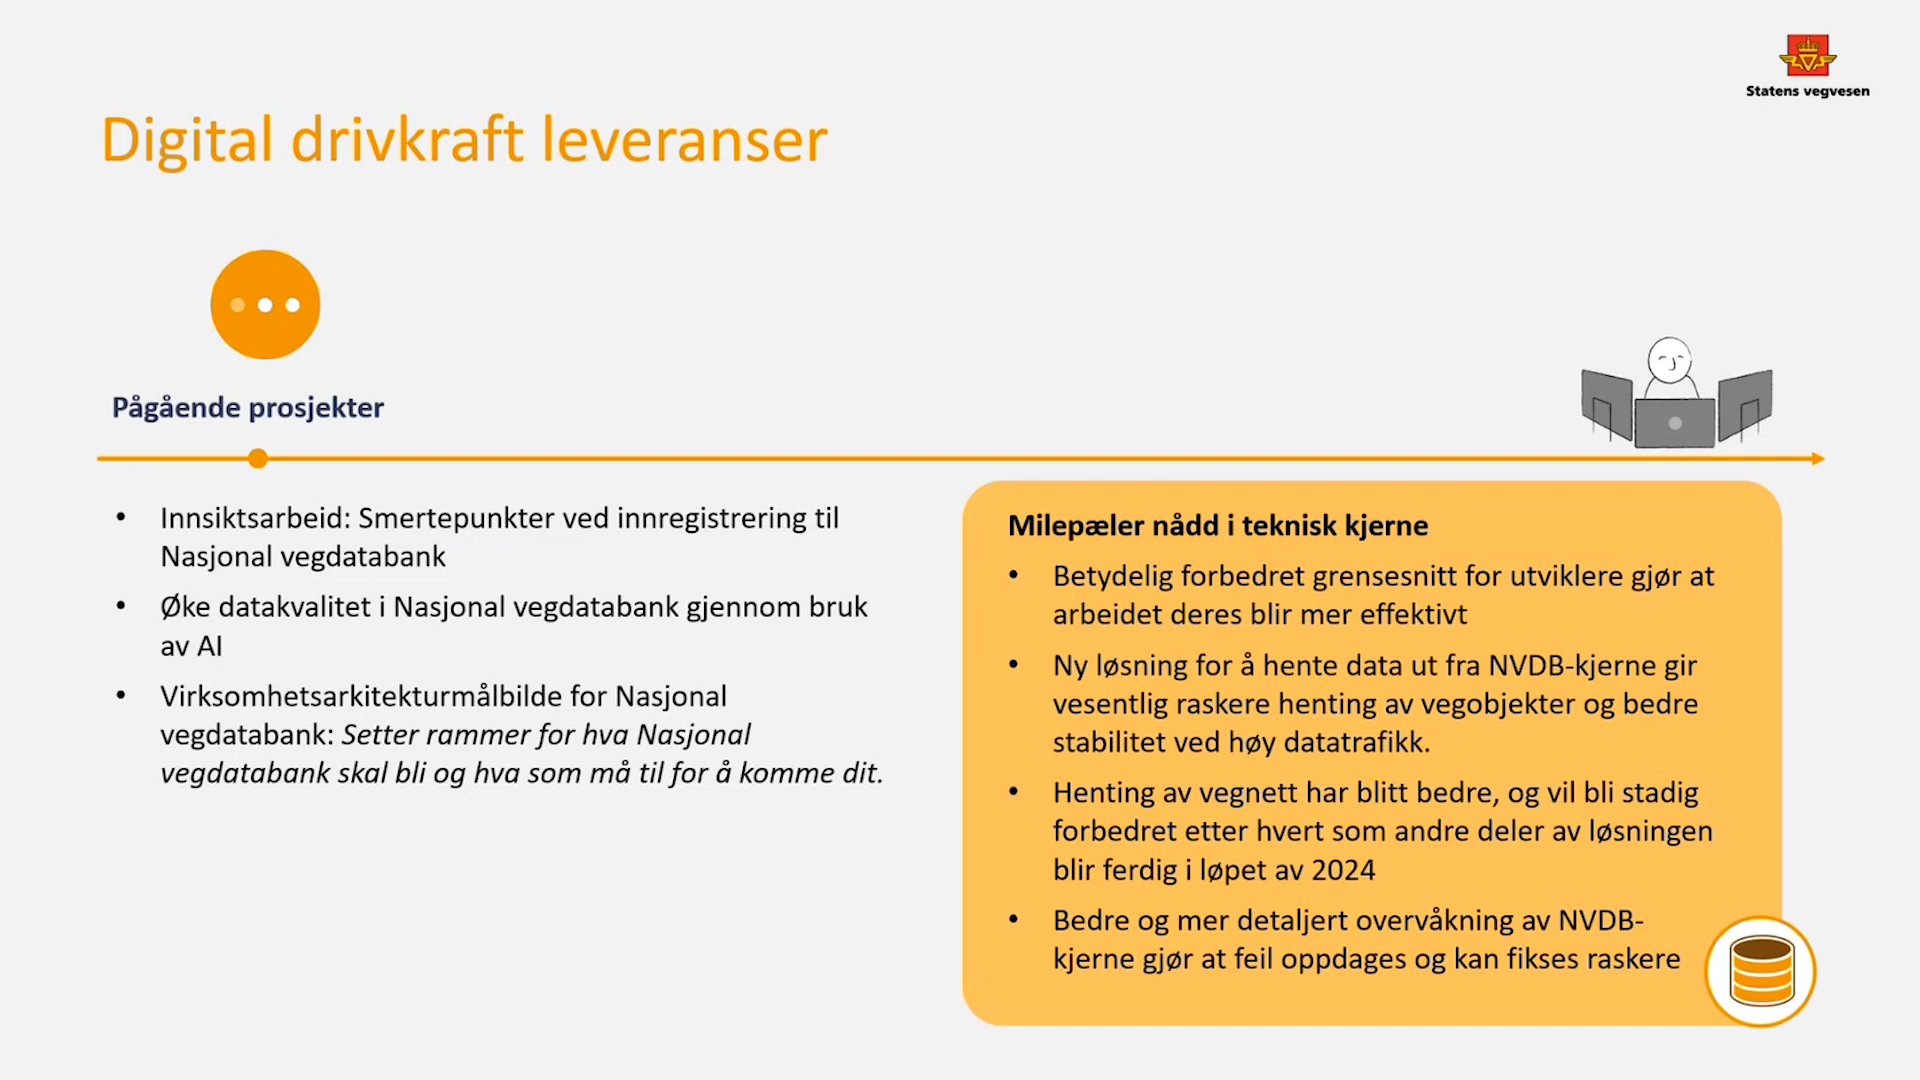 Statens vegvesen
Digital drivkraft leveranser
Pågående prosjekter
• Innsiktsarbeid: Smertepunkter ved innregistrering til
Nasjonal vegdatabank
• Øke datakvalitet i Nasjonal vegdatabank gjennom bruk
av AI
• Virksomhetsarkitekturmålbilde for Nasjonal
vegdatabank: Setter rammer for hva Nasjonal
vegdatabank skal bli og hva som må til for å komme dit.
Milepæler nådd i teknisk kjerne
• Betydelig forbedret grensesnitt for utviklere gjør at
arbeidet deres blir mer effektivt
• Ny løsning for å hente data ut fra NVDB-kjerne gir
vesentlig raskere henting av vegobjekter og bedre
stabilitet ved høy datatrafikk.
• Henting av vegnett har blitt bedre, og vil bli stadig
forbedret etter hvert som andre deler av løsningen
blir ferdig i løpet av 2024
• Bedre og mer detaljert overvåkning av NVDB-
kjerne gjør at feil oppdages og kan fikses raskere